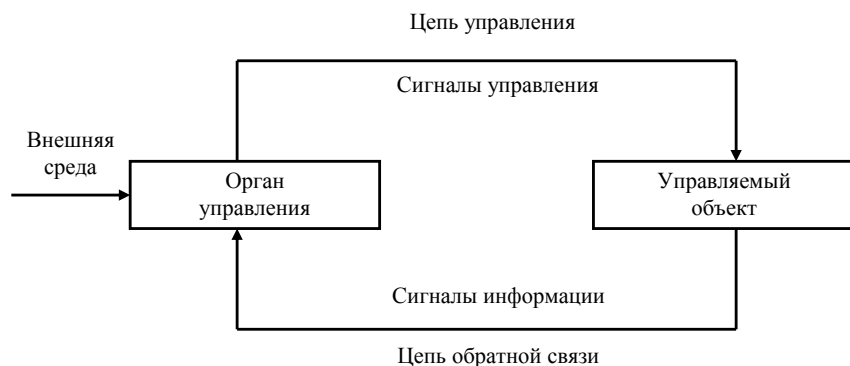 Цепь управления
Сигналы управления
Внешняя
среда
Орган
управления
Управляемый
объект
Сигналы информации
Цепь обратной связи